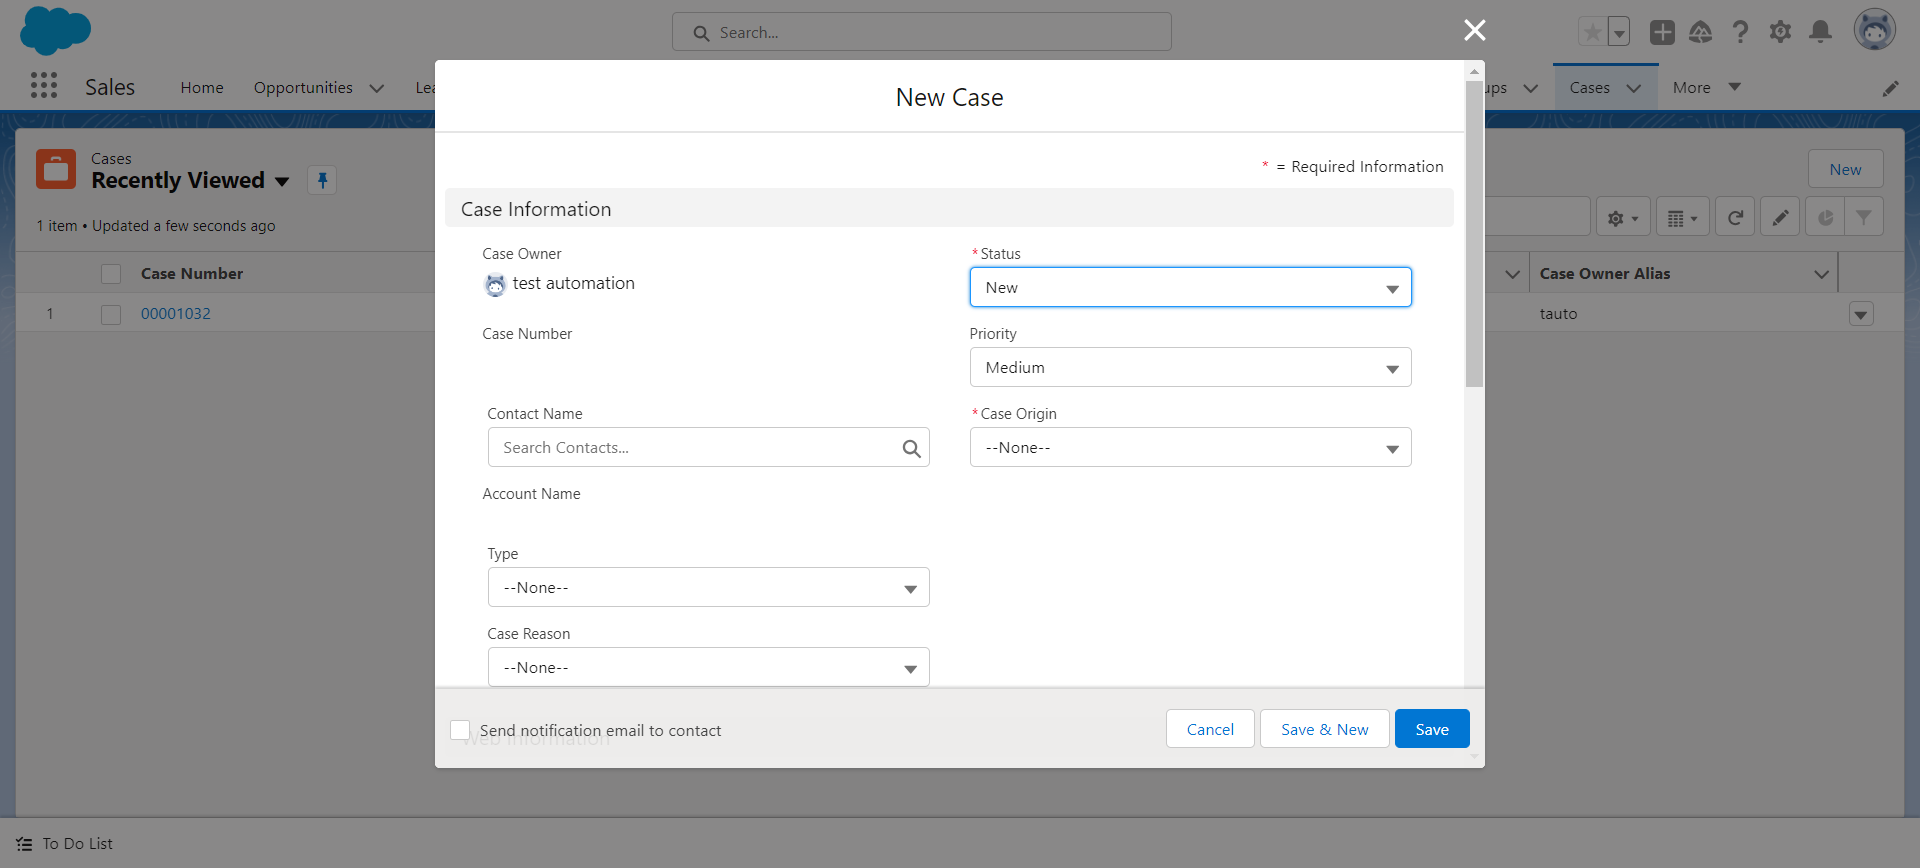 Search...
Sales
Home
Opportunities
Lea
ups
Cases
More
Cases
Recently Viewed
1 item • Updated a few seconds ago
New
Case Number
Case Owner Alias
1
00001032
tauto
New Case
* = Required Information
Case Information
Case Owner
test automation
*Status
New
Case Number
Priority
Medium
Contact Name
Search Contacts...
*Case Origin
--None--
Account Name
Type
--None--
Case Reason
--None--
Web Information
Send notification email to contact
Cancel
Save & New
Save
To Do List